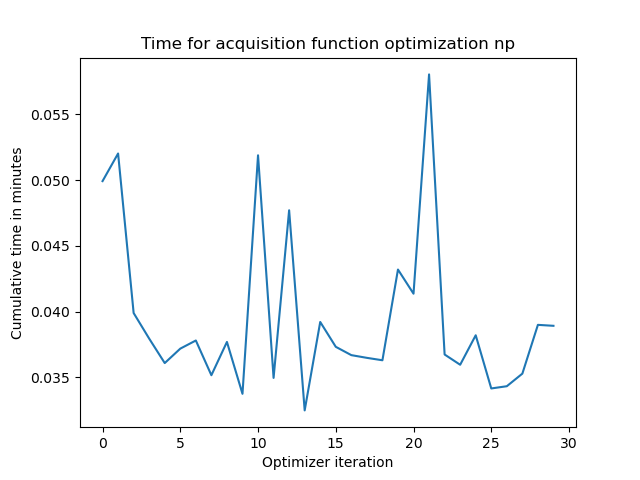 Time for acquisition function optimization np
Cumulative time in minutes
0.055
0.050
0.045
0.040
0.035
0 5 10 15 20 25 30
Optimizer iteration